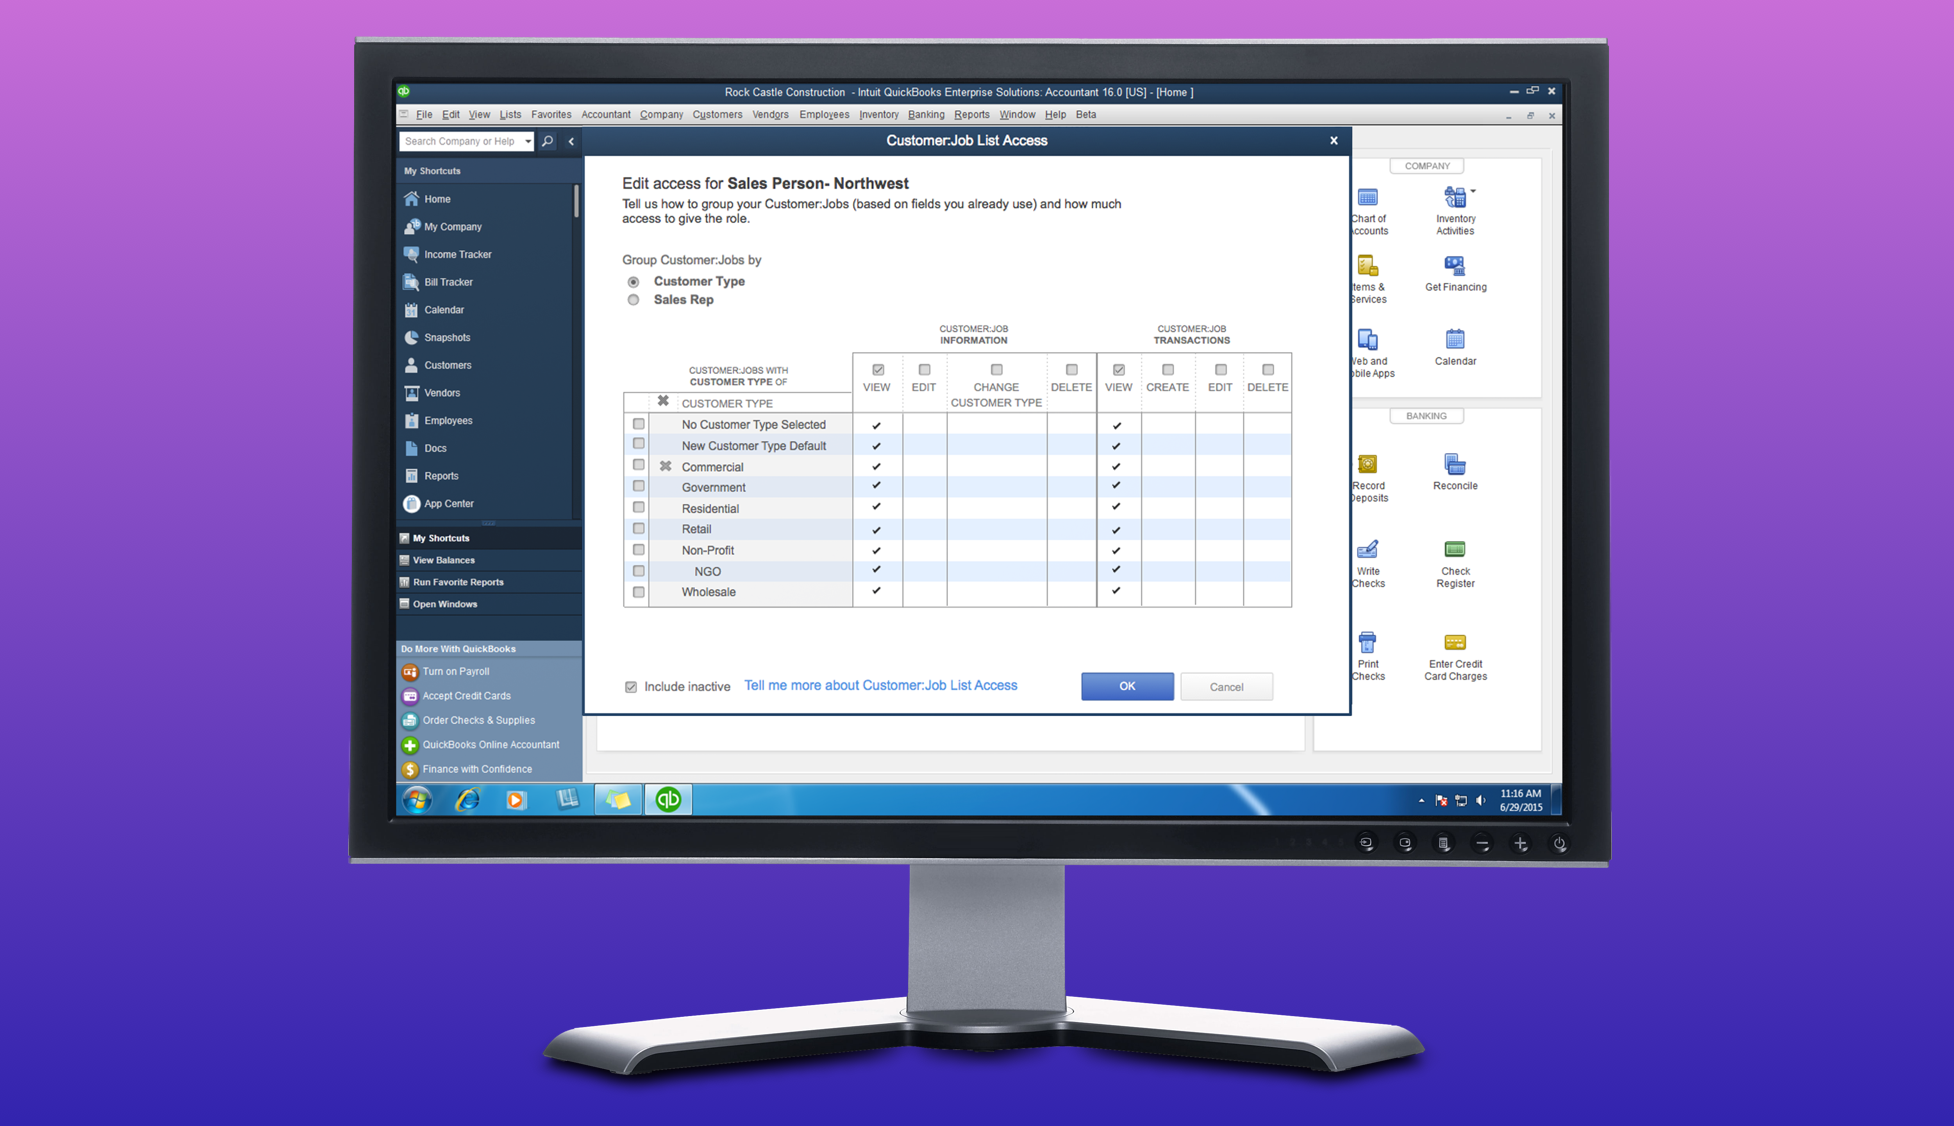 Rock Castle Construction - Intuit QuickBooks Enterprise Solutions: Accountant 16.0 [US] - [Home ]
File Edit View Lists Favorites Accountant Company Customers Vendors Employees Inventory Banking Reports Window Help Beta
Search Company or Help
My Shortcuts
Home
My Company
Income Tracker
Bill Tracker
Calendar
Snapshots
Customers
Vendors
Employees
Docs
Reports
App Center
My Shortcuts
View Balances
Run Favorite Reports
Open Windows
Do More With QuickBooks
Turn on Payroll
Accept Credit Cards
Order Checks & Supplies
QuickBooks Online Accountant
Finance with Confidence
Customer:Job List Access
Edit access for Sales Person- Northwest
Tell us how to group your Customer:Jobs (based on fields you already use) and how much
access to give the role.
Group Customer:Jobs by
Customer Type
Sales Rep
CUSTOMER:JOB
INFORMATION
CUSTOMER:JOB
TRANSACTIONS
CUSTOMER:JOBS WITH
CUSTOMER TYPE OF
VIEW EDIT CHANGE CUSTOMER TYPE DELETE VIEW CREATE EDIT DELETE
CUSTOMER TYPE
No Customer Type Selected
New Customer Type Default
Commercial
Government
Residential
Retail
Non-Profit
NGO
Wholesale
Include inactive Tell me more about Customer:Job List Access OK Cancel
COMPANY
Chart of
Accounts
Inventory
Activities
Items &
Services
Get Financing
Web and
Mobile Apps
Calendar
BANKING
Record
Deposits
Reconcile
Write
Checks
Check
Register
Print
Checks
Enter Credit
Card Charges
qb
11:16 AM
6/29/2015